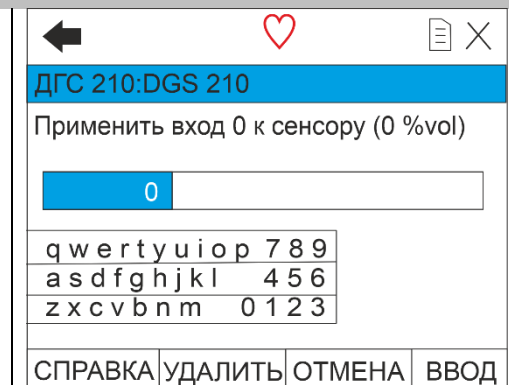 ДГС 210:DGS 210
Применить вход 0 к сенсору (0 %vol)
0
q w e r t y u i o p 7 8 9
a s d f g h j k l 4 5 6
z x c v b n m 0 1 2 3
СПРАВКА УДАЛИТЬ ОТМЕНА ВВОД